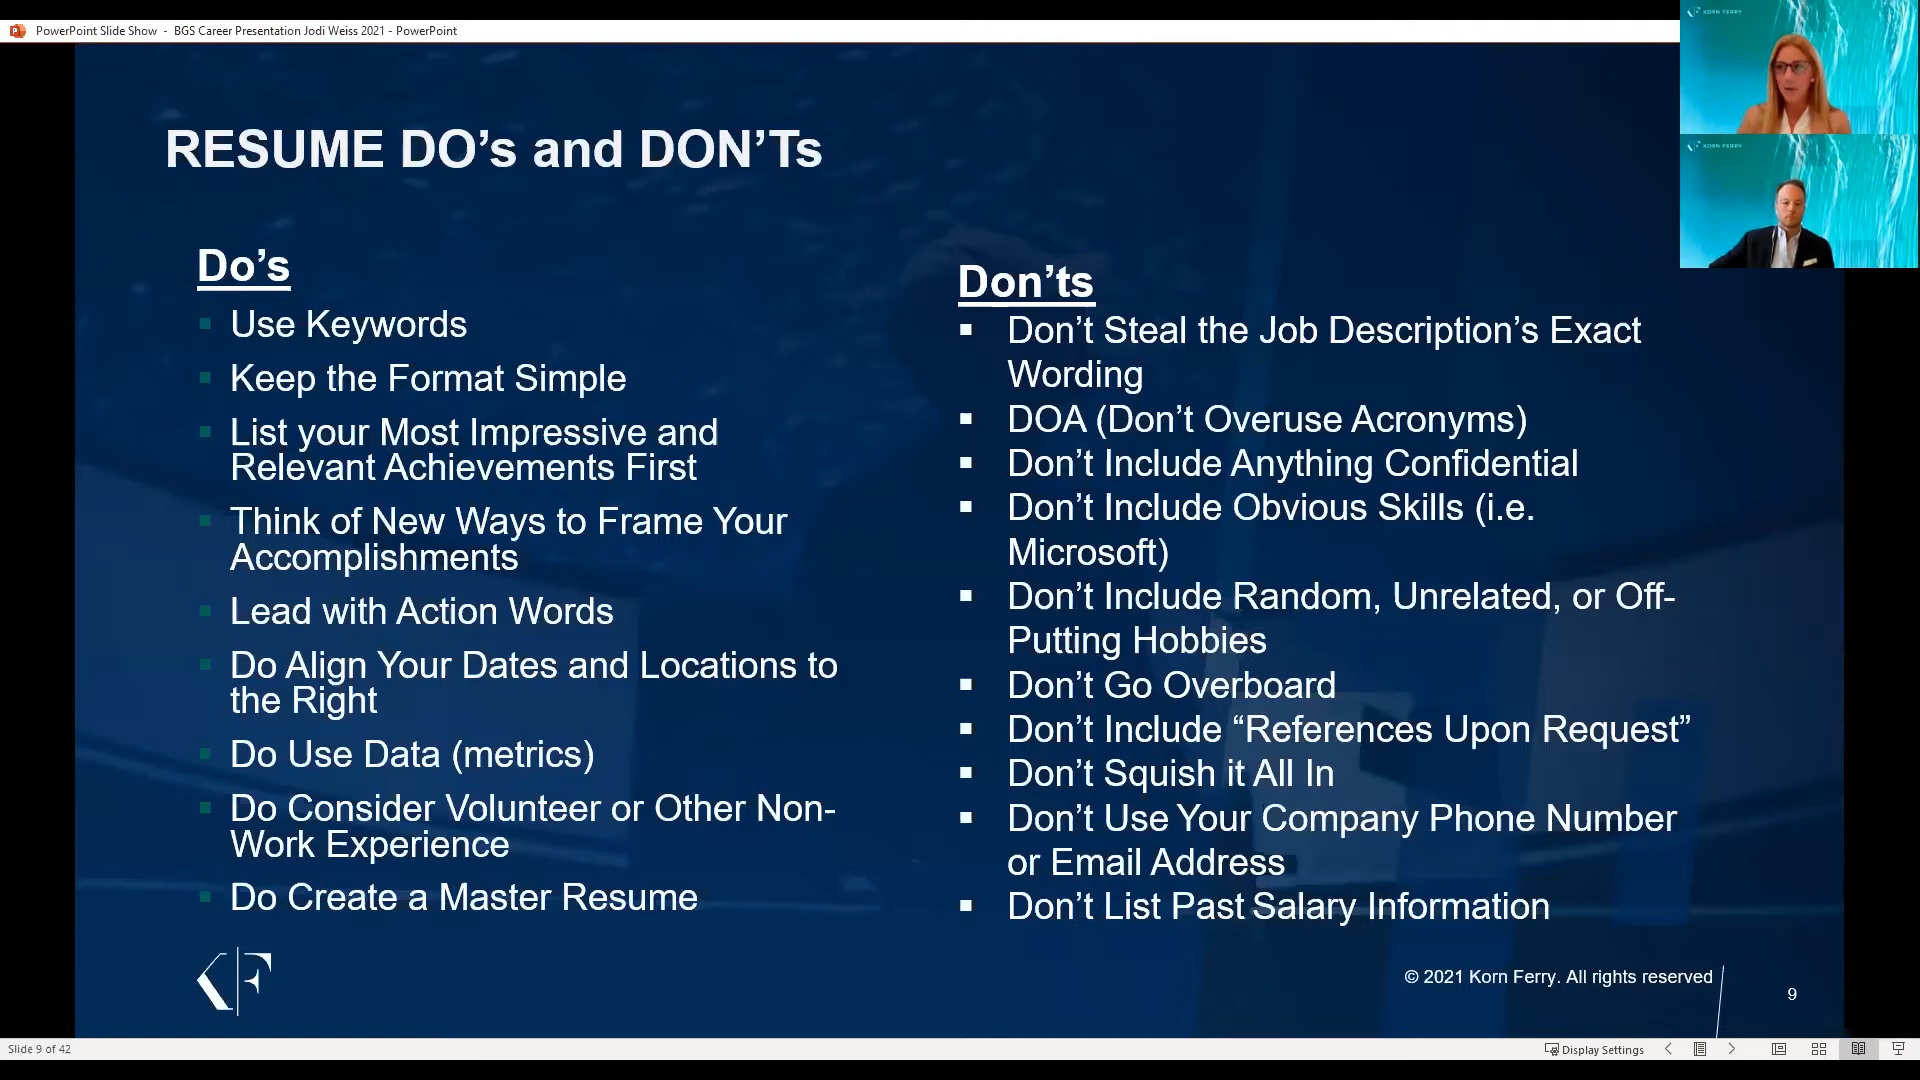 PowerPoint Slide Show - BGS Career Presentation Jodi Weiss 2021 - PowerPoint
KORN FERRY
KORN FERRY
RESUME DO’s and DON’Ts
Do’s
Use Keywords
Keep the Format Simple
List your Most Impressive and
Relevant Achievements First
Think of New Ways to Frame Your
Accomplishments
Lead with Action Words
Do Align Your Dates and Locations to
the Right
Do Use Data (metrics)
Do Consider Volunteer or Other Non-
Work Experience
Do Create a Master Resume
Don’ts
Don’t Steal the Job Description’s Exact
Wording
DOA (Don’t Overuse Acronyms)
Don’t Include Anything Confidential
Don’t Include Obvious Skills (i.e.
Microsoft)
Don’t Include Random, Unrelated, or Off-
Putting Hobbies
Don’t Go Overboard
Don’t Include “References Upon Request”
Don’t Squish it All In
Don’t Use Your Company Phone Number
or Email Address
Don’t List Past Salary Information
KF
© 2021 Korn Ferry. All rights reserved
9
Slide 9 of 42
Display Settings